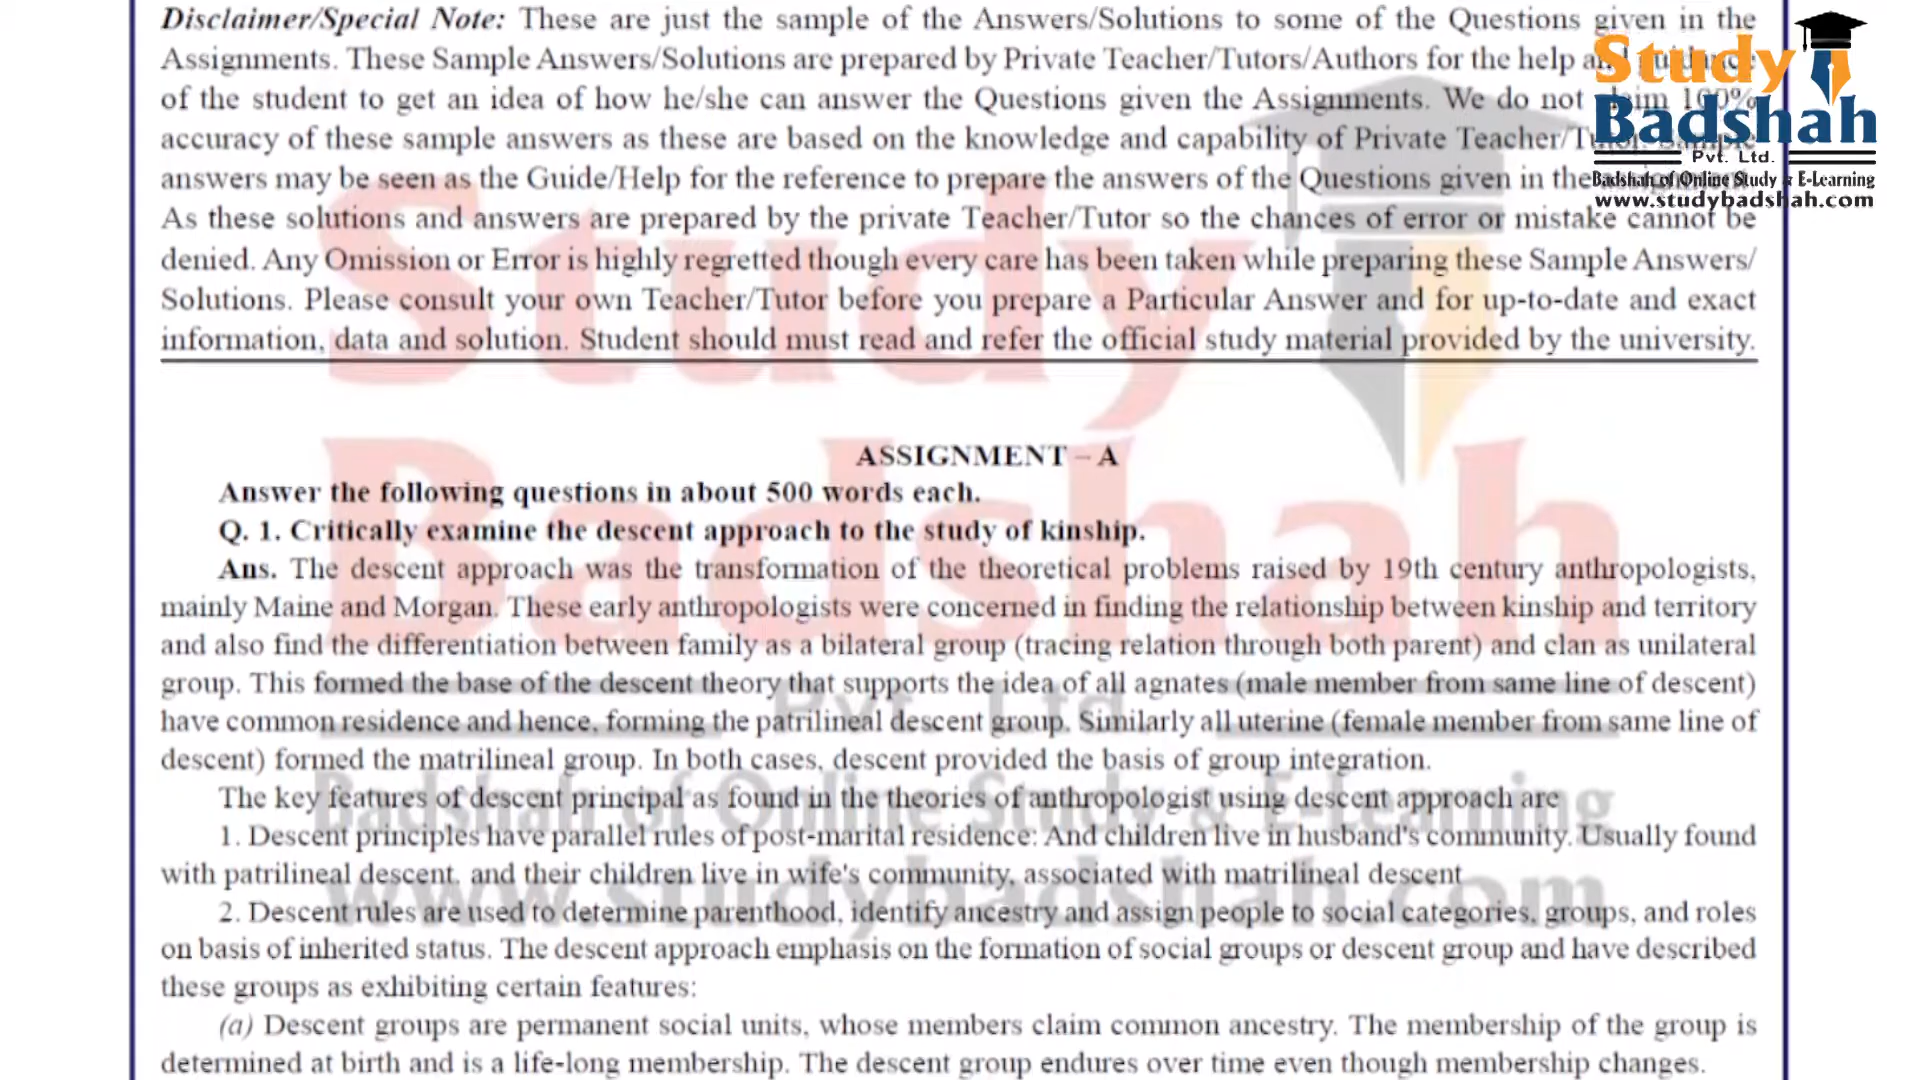 Disclaimer/Special Note: These are just the sample of the Answers/Solutions to some of the Questions given in the
Assignments. These Sample Answers/Solutions are prepared by Private Teacher/Tutors/Authors for the help and guidance
of the student to get an idea of how he/she can answer the Questions given the Assignments. We do not claim 100%
accuracy of these sample answers as these are based on the knowledge and capability of Private Teacher/Tutor. Sample
answers may be seen as the Guide/Help for the reference to prepare the answers of the Questions given in the
As these solutions and answers are prepared by the private Teacher/Tutor so the chances of error or mistake cannot be
denied. Any Omission or Error is highly regretted though every care has been taken while preparing these Sample Answers/
Solutions. Please consult your own Teacher/Tutor before you prepare a Particular Answer and for up-to-date and exact
information, data and solution. Student should must read and refer the official study material provided by the university.
Study
Badshah
Pvt. Ltd.
Badshah of Online Study & E-Learning
www.studybadshah.com
ASSIGNMENT – A
Answer the following questions in about 500 words each.
Q. 1. Critically examine the descent approach to the study of kinship.
Ans. The descent approach was the transformation of the theoretical problems raised by 19th century anthropologists,
mainly Maine and Morgan. These early anthropologists were concerned in finding the relationship between kinship and territory
and also find the differentiation between family as a bilateral group (tracing relation through both parent) and clan as unilateral
group. This formed the base of the descent theory that supports the idea of all agnates (male member from same line of descent)
have common residence and hence, forming the patrilineal descent group. Similarly all uterine (female member from same line of
descent) formed the matrilineal group. In both cases, descent provided the basis of group integration.
The key features of descent principal as found in the theories of anthropologist using descent approach are
1. Descent principles have parallel rules of post-marital residence: And children live in husband's community. Usually found
with patrilineal descent, and their children live in wife's community, associated with matrilineal descent
2. Descent rules are used to determine parenthood, identify ancestry and assign people to social categories, groups, and roles
on basis of inherited status. The descent approach emphasis on the formation of social groups or descent group and have described
these groups as exhibiting certain features:
(a) Descent groups are permanent social units, whose members claim common ancestry. The membership of the group is
determined at birth and is a life-long membership. The descent group endures over time even though membership changes.
Study
Badshah
Pvt. Ltd.
Badshah of Online Study & E-Learning
www.studybadshah.com